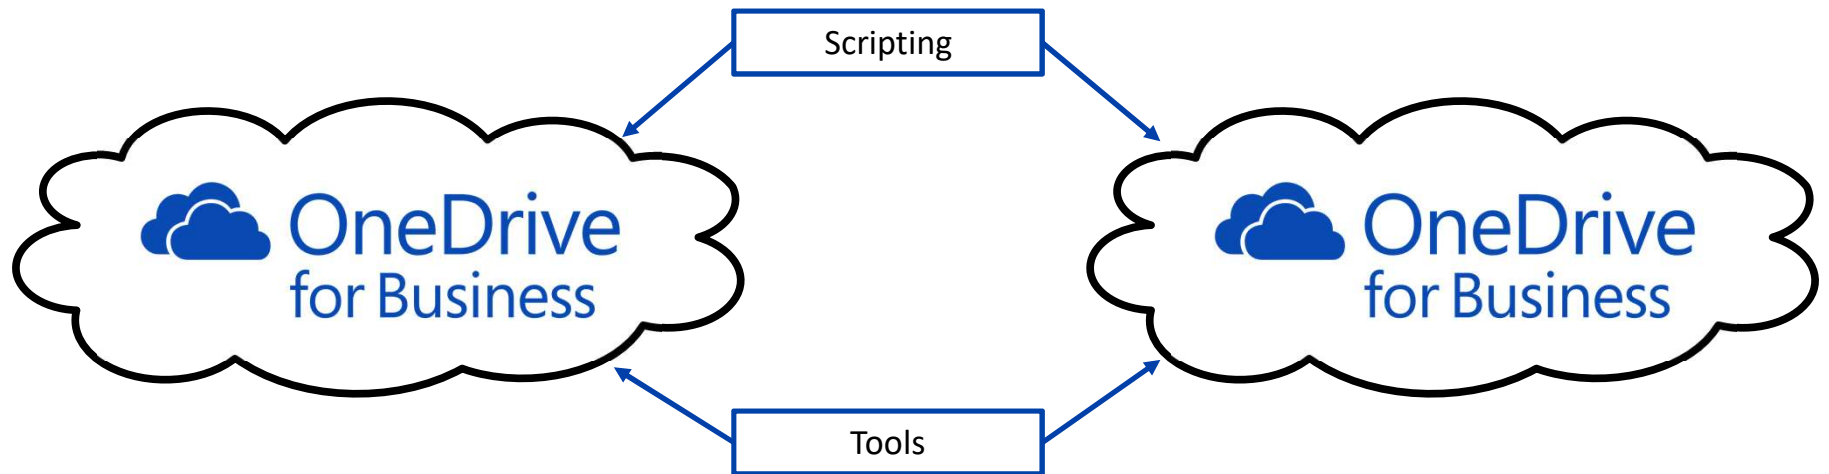 Scripting
OneDrive
for Business
OneDrive
for Business
Tools